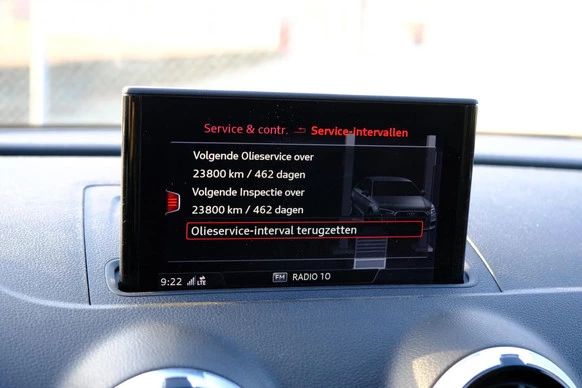 Service & contr. Service-Intervallen
Volgende Olieservice over
23800 km / 462 dagen
Volgende Inspectie over
23800 km / 462 dagen
Olieservice-interval terugzetten
9:22 LTE FM RADIO 10